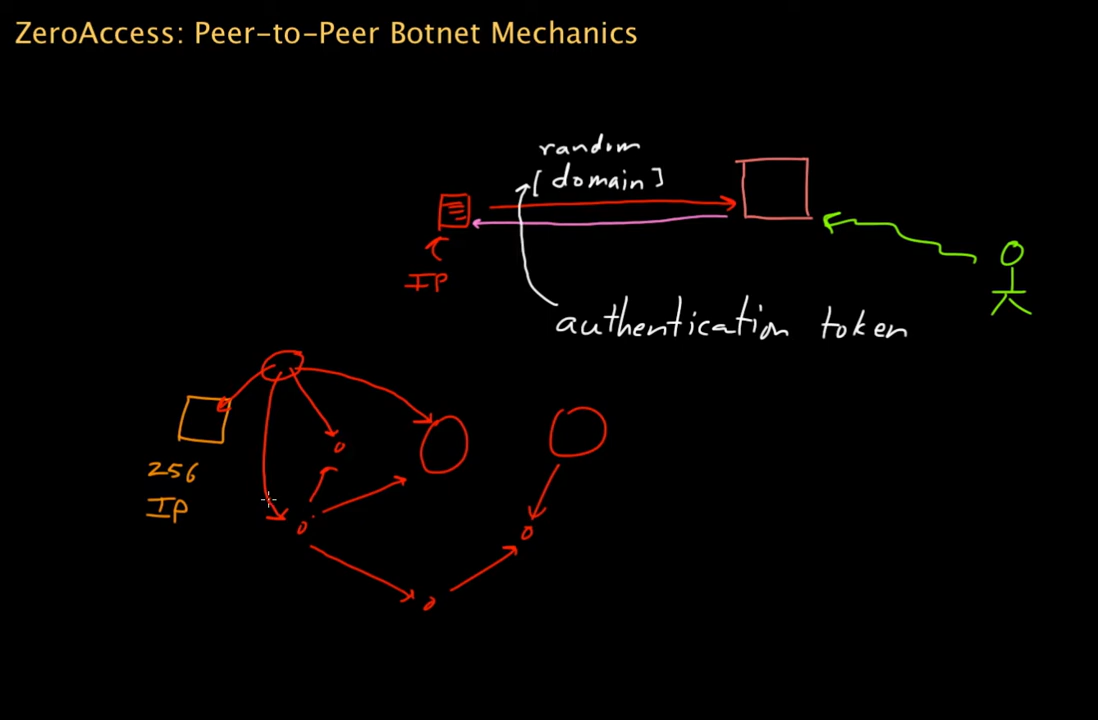 ZeroAccess: Peer-to-Peer Botnet Mechanics
random
[domain]
IP
authentication token
256
IP